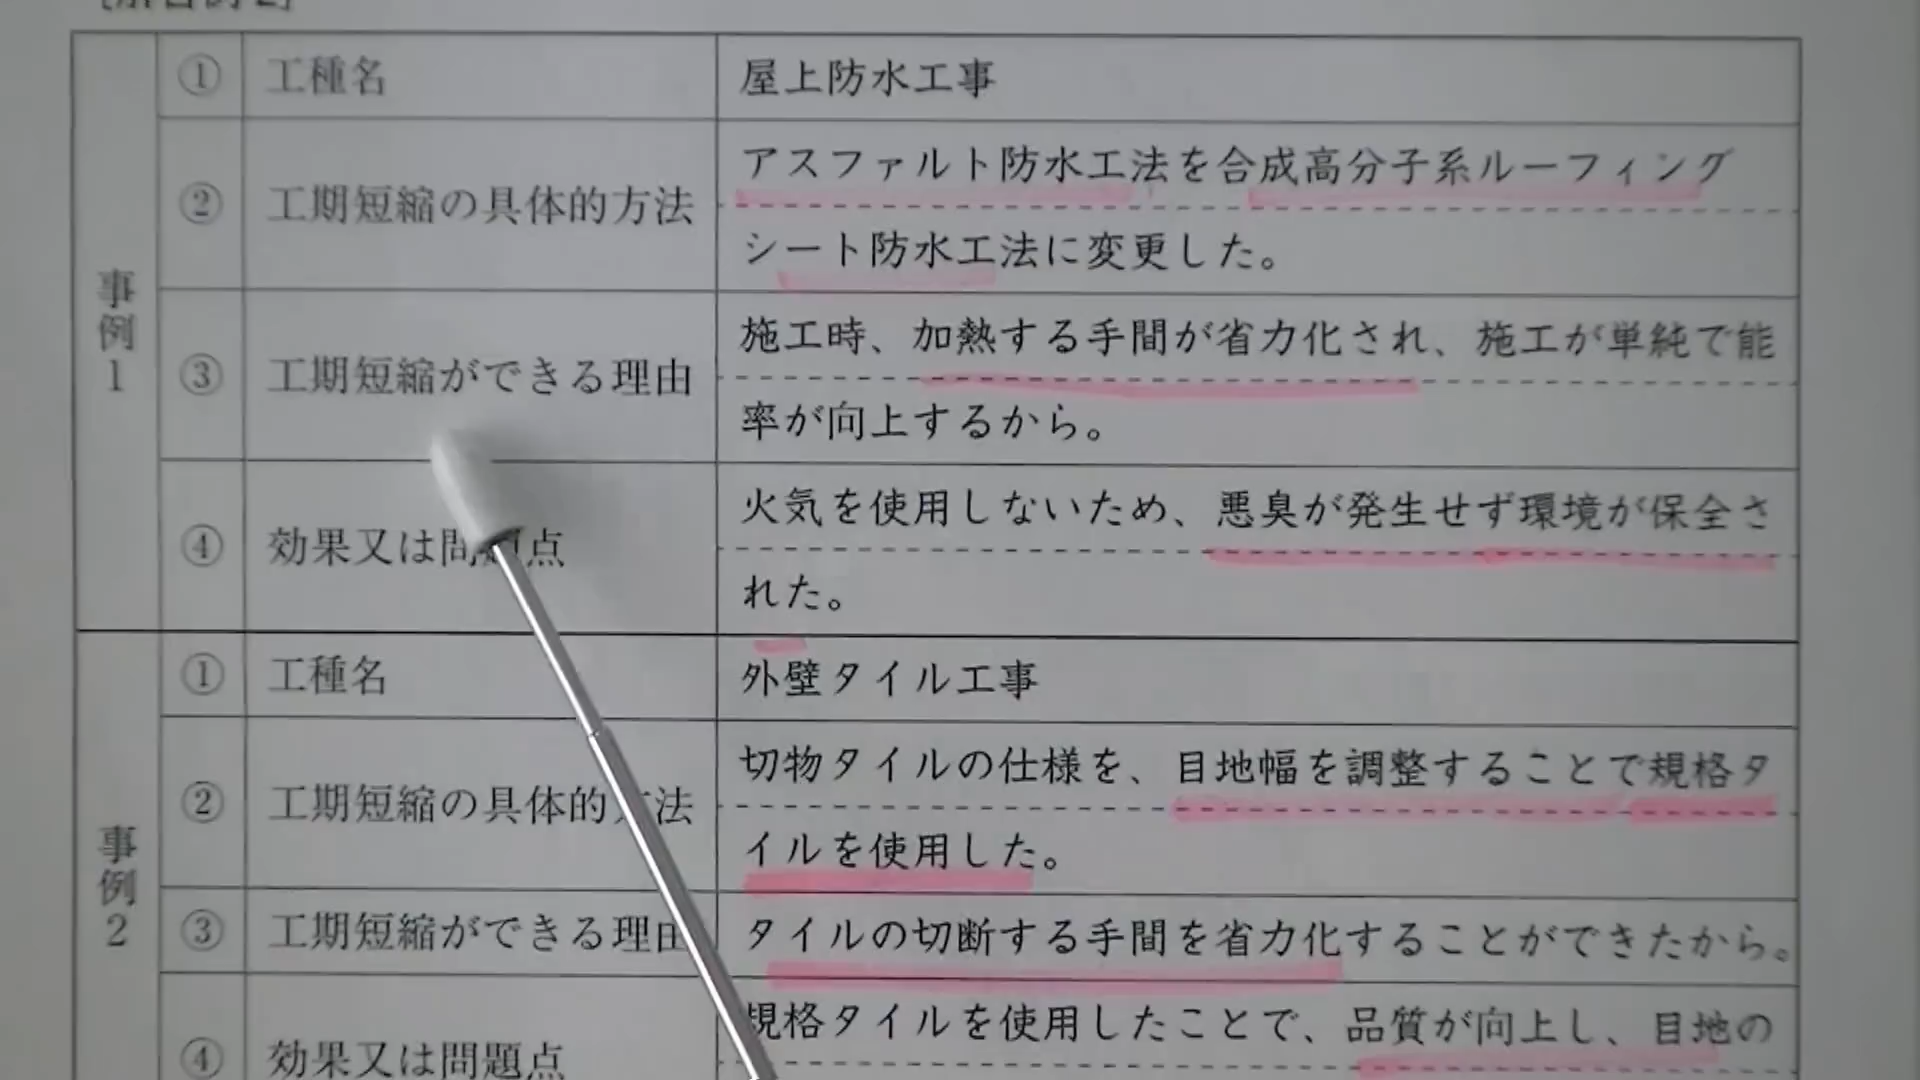 事例1
① 工種名 屋上防水工事
② 工期短縮の具体的方法 アスファルト防水工法を合成高分子系ルーフィング
シート防水工法に変更した。
③ 工期短縮ができる理由 施工時、加熱する手間が省力化され、施工が単純で能
率が向上するから。
④ 効果又は問題点 火気を使用しないため、悪臭が発生せず環境が保全さ
れた。
事例2
① 工種名 外壁タイル工事
② 工期短縮の具体的方法 切物タイルの仕様を、目地幅を調整することで規格タ
イルを使用した。
③ 工期短縮ができる理由 タイルの切断する手間を省力化することができたから。
④ 効果又は問題点 規格タイルを使用したことで、品質が向上し、目地の